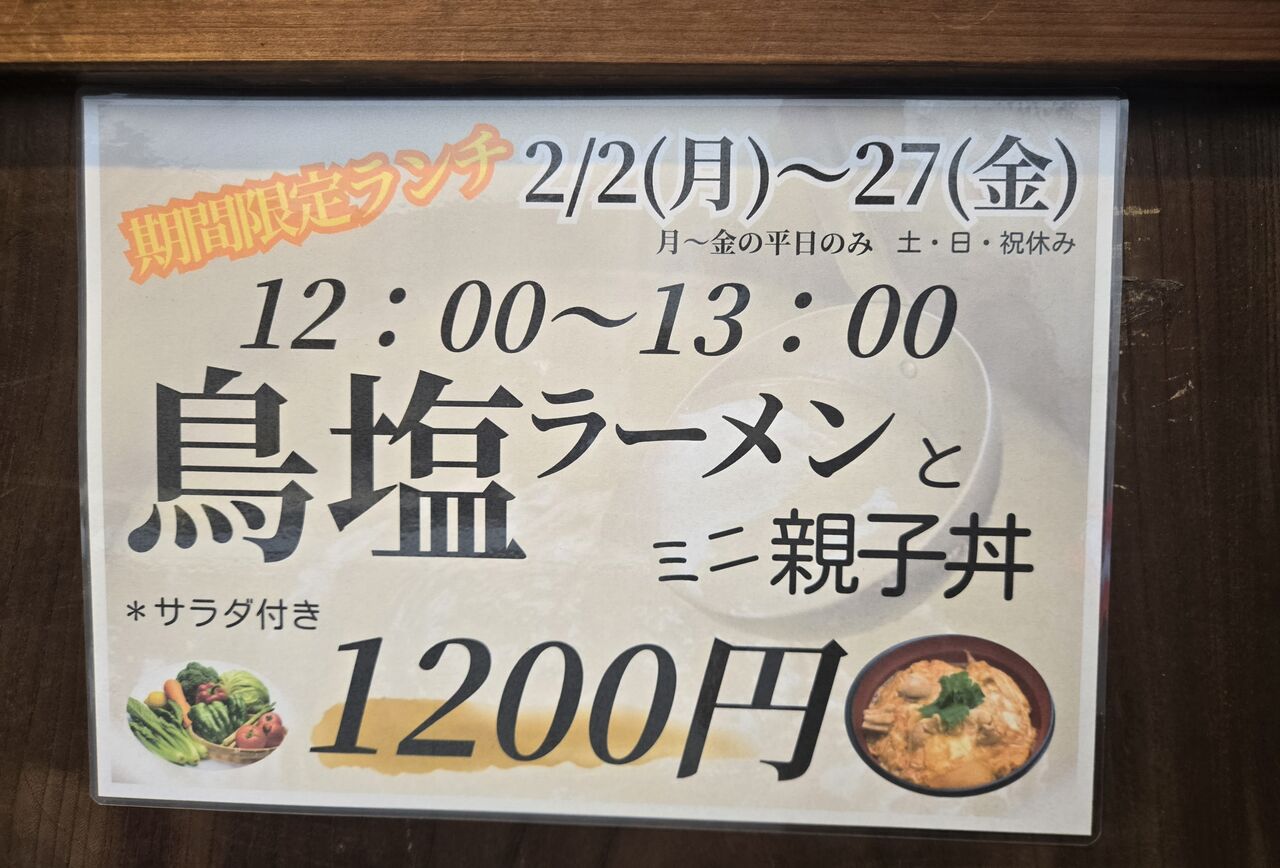 期間限定ランチ 2/2(月)～27(金)
月～金の平日のみ 土・日・祝休み
12：00～13：00
鳥塩ラーメンと
ミニ親子丼
＊サラダ付き
1200円